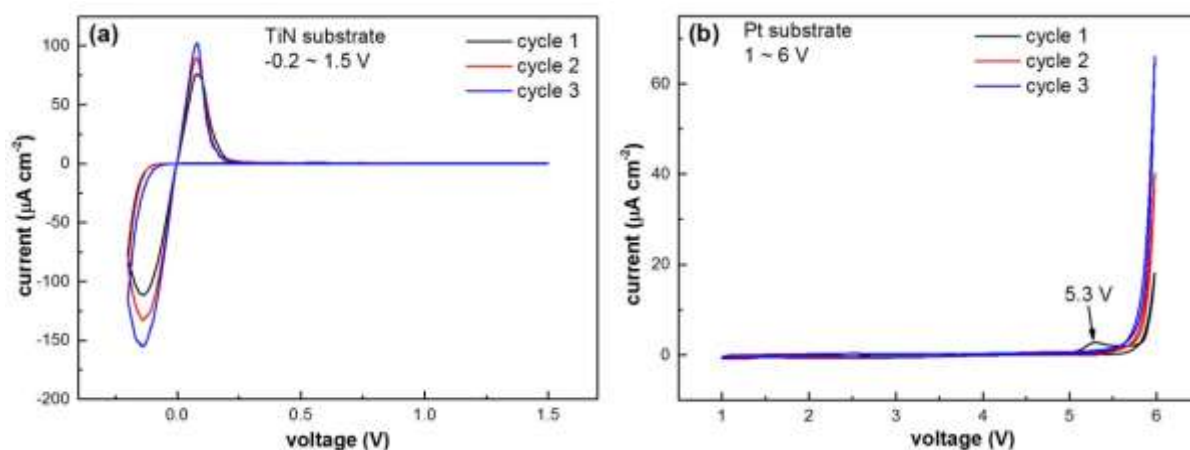 (a)
TiN substrate
-0.2 ~ 1.5 V
cycle 1
cycle 2
cycle 3
100
50
0
-50
-100
-150
-200
current (μA cm-2)
0.0
0.5
1.0
1.5
voltage (V)
(b)
Pt substrate
1 ~ 6 V
cycle 1
cycle 2
cycle 3
60
40
20
0
current (μA cm-2)
5.3 V
1
2
3
4
5
6
voltage (V)